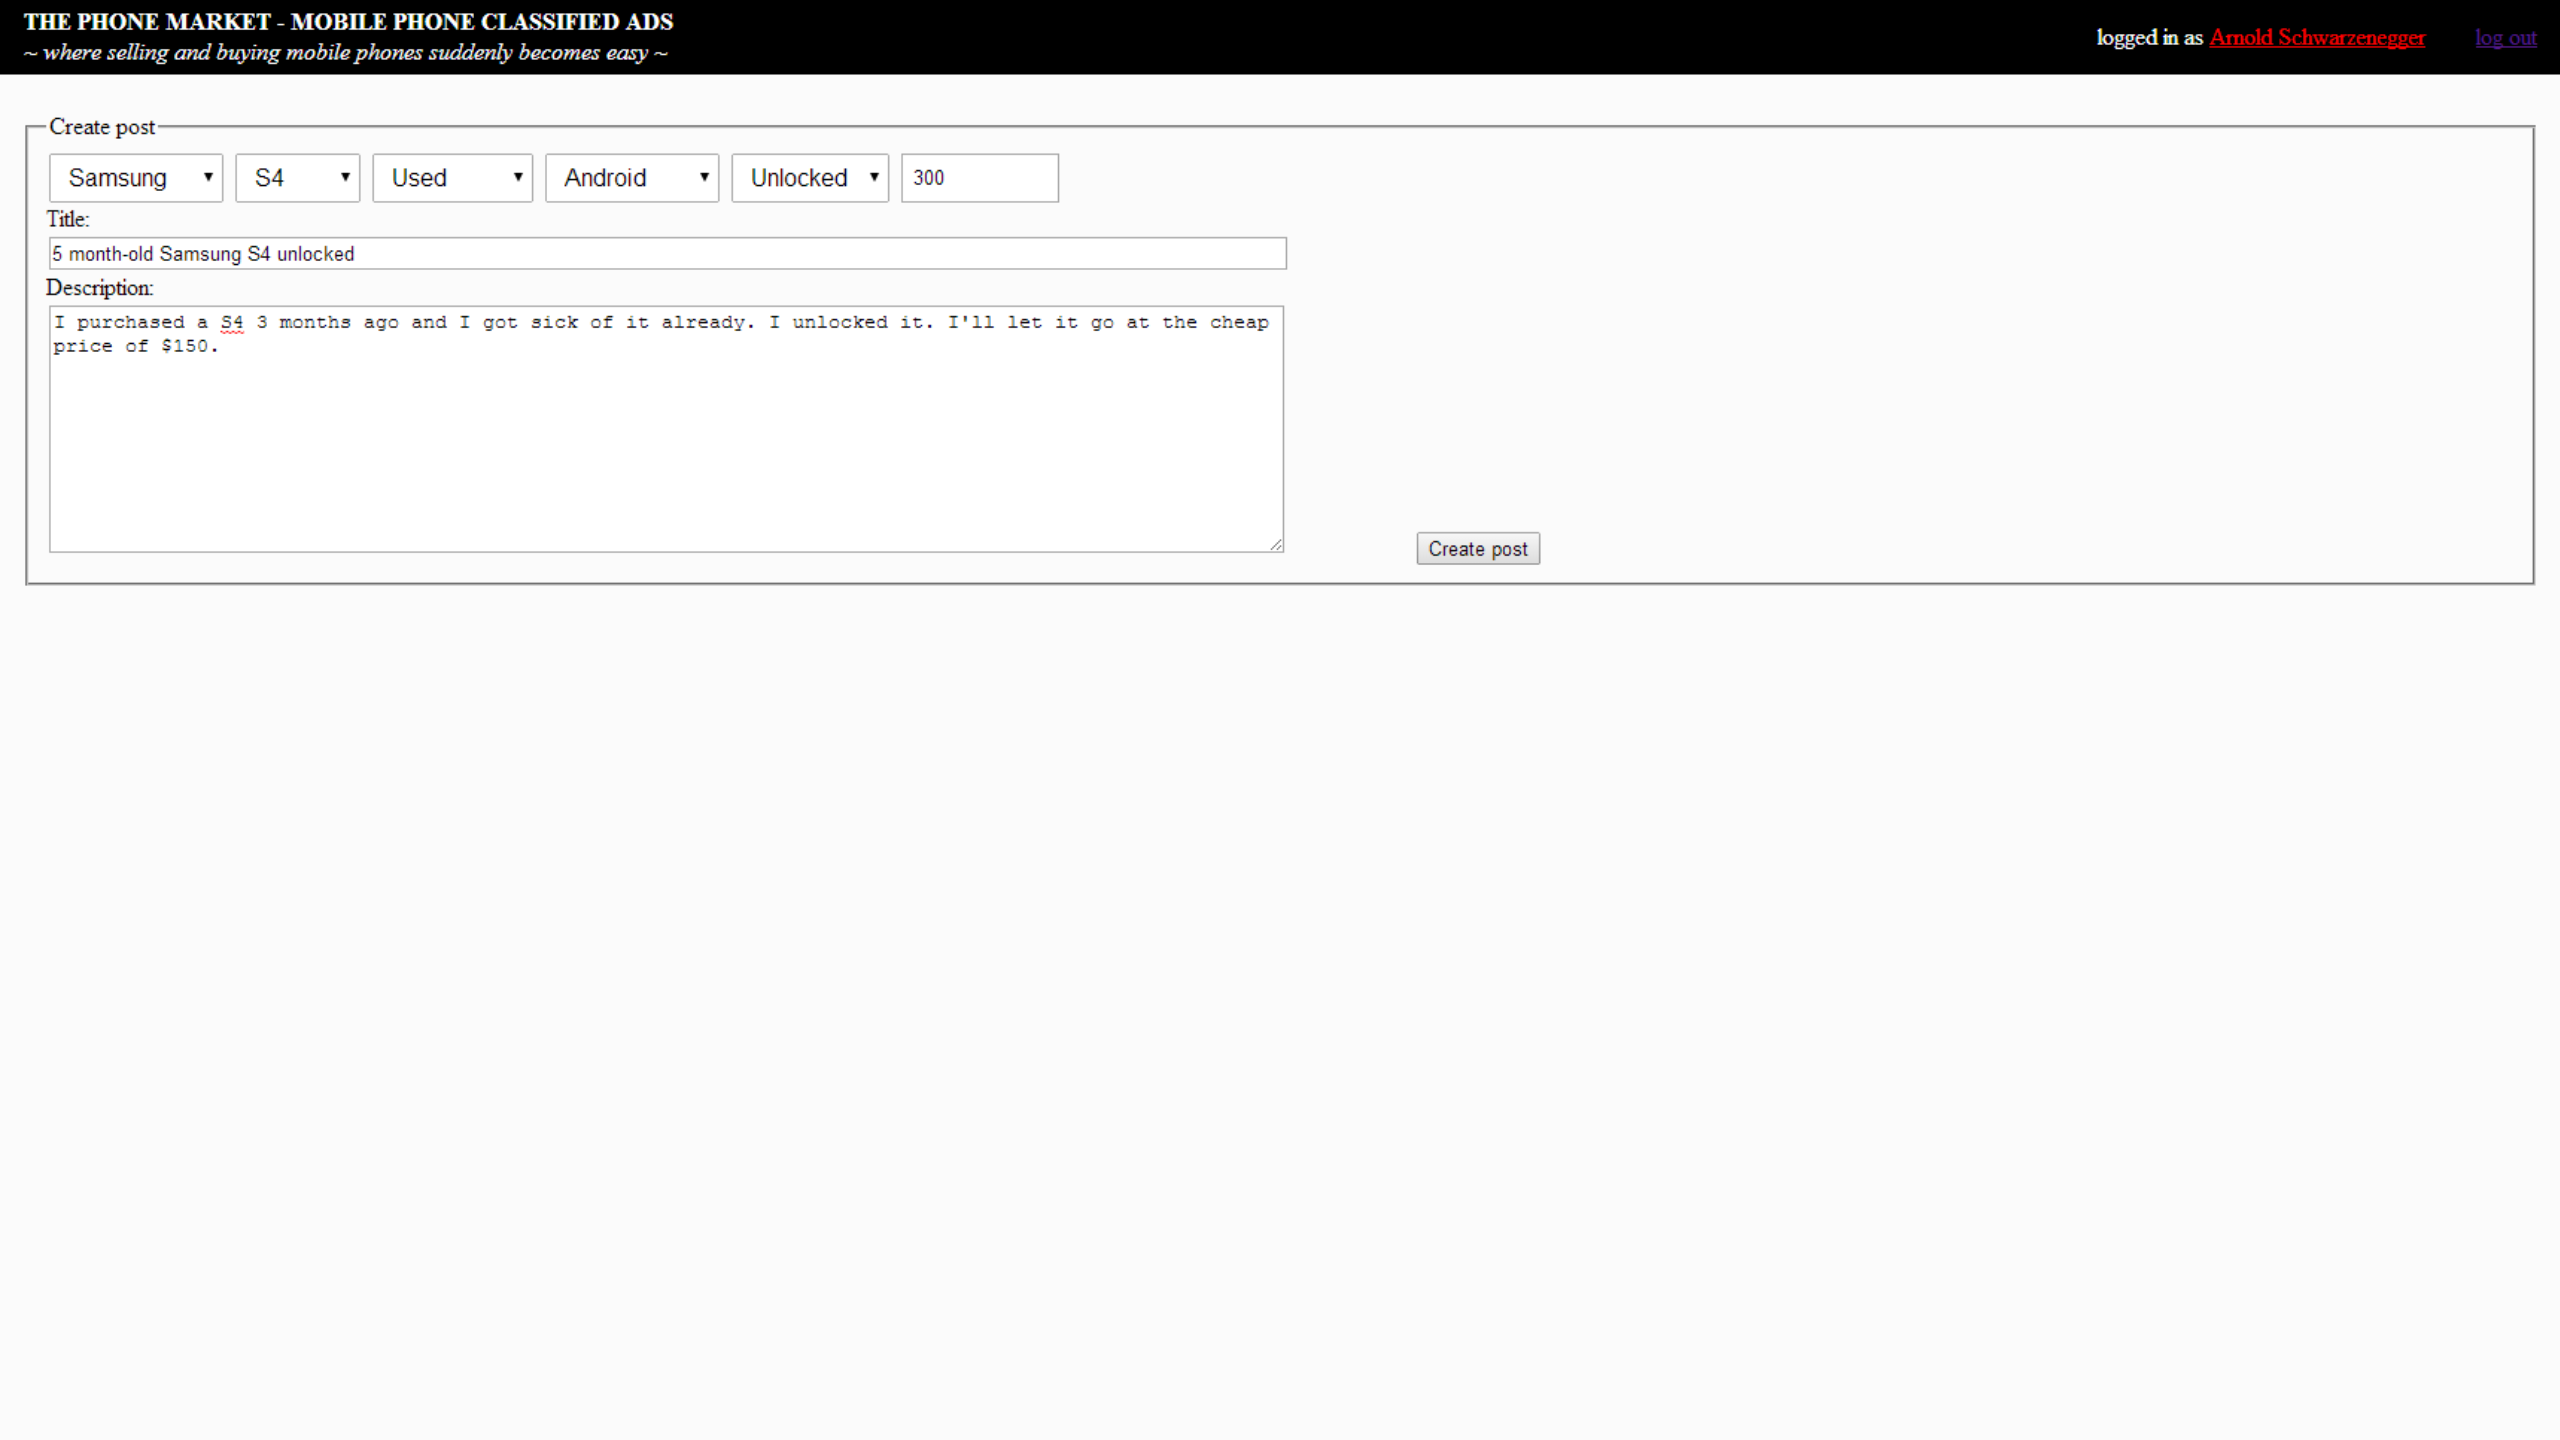 THE PHONE MARKET - MOBILE PHONE CLASSIFIED ADS
~ where selling and buying mobile phones suddenly becomes easy ~
logged in as Arnold Schwarzenegger log out
Create post
Samsung S4 Used Android Unlocked 300
Title:
5 month-old Samsung S4 unlocked
Description:
I purchased a S4 3 months ago and I got sick of it already. I unlocked it. I'll let it go at the cheap
price of $150.
Create post